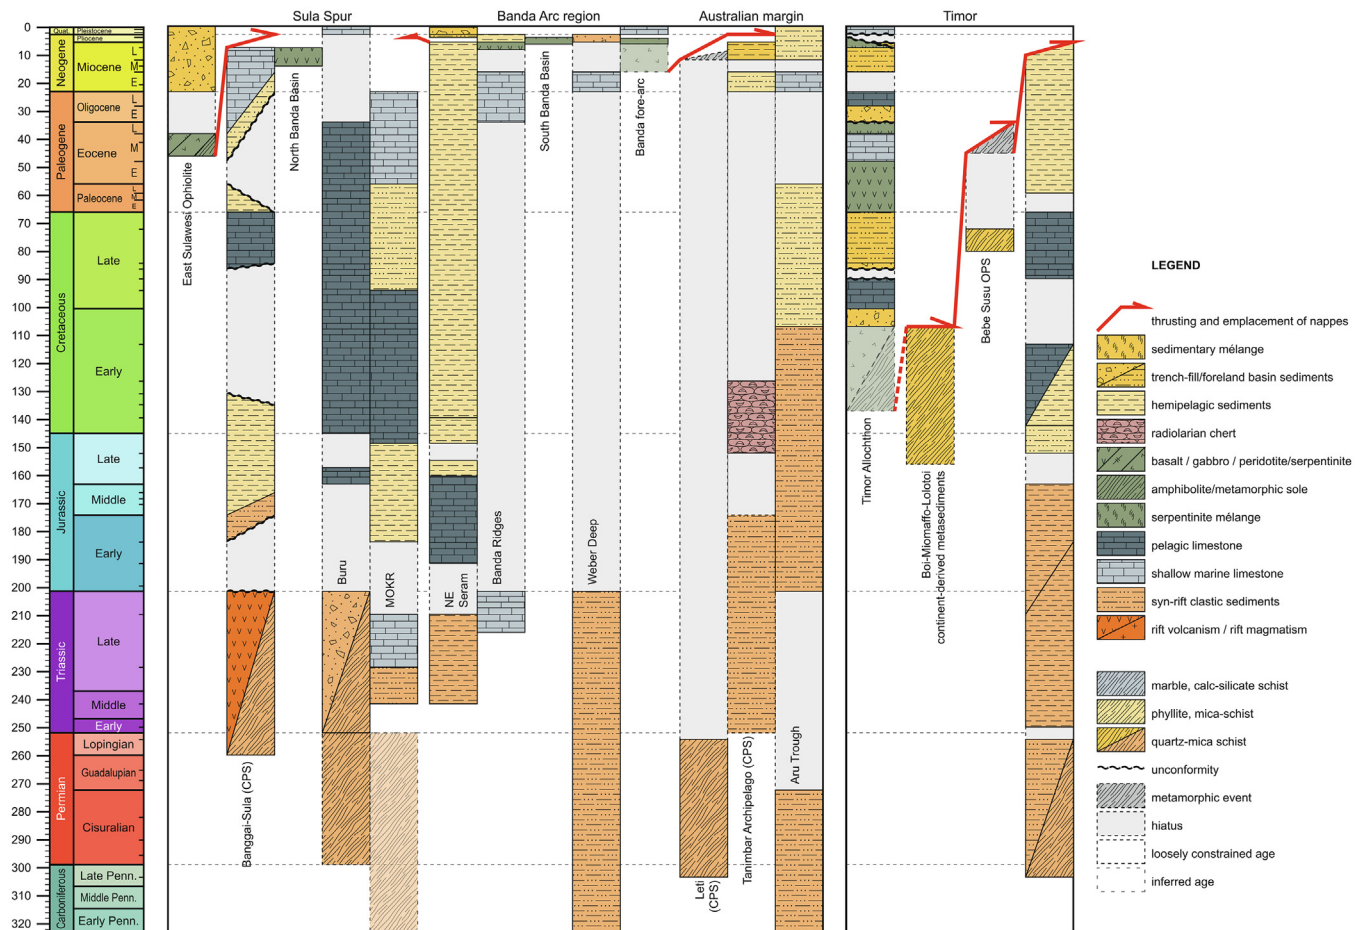 Sula Spur
Banda Arc region
Australian margin
Timor
0
10
20
30
40
50
60
70
80
90
100
110
120
130
140
150
160
170
180
190
200
210
220
230
240
250
260
270
280
290
300
310
320
Quat.
Pleistocene
Pliocene
Neogene
Miocene
L
M
E
Paleogene
Oligocene
L
E
Eocene
L
M
E
Paleocene
L
M
E
Cretaceous
Late
Early
Jurassic
Late
Middle
Early
Triassic
Late
Middle
Early
Permian
Lopingian
Guadalupian
Cisuralian
Carboniferous
Late Penn.
Middle Penn.
Early Penn.
East Sulawesi Ophiolite
Banggai-Sula (CPS)
North Banda Basin
Buru
MOKR
NE
Seram
Banda Ridges
South Banda Basin
Weber Deep
Banda fore-arc
Leti
(CPS)
Tanimbar Archipelago (CPS)
Aru Trough
Timor Allochthon
Boi-Miomaffo-Lolotoi
continent-derived metasediments
Bebe Susu OPS
LEGEND
thrusting and emplacement of nappes
sedimentary mélange
trench-fill/foreland basin sediments
hemipelagic sediments
radiolarian chert
basalt / gabbro / peridotite/serpentinite
amphibolite/metamorphic sole
serpentinite mélange
pelagic limestone
shallow marine limestone
syn-rift clastic sediments
rift volcanism / rift magmatism
marble, calc-silicate schist
phyllite, mica-schist
quartz-mica schist
unconformity
metamorphic event
hiatus
loosely constrained age
inferred age